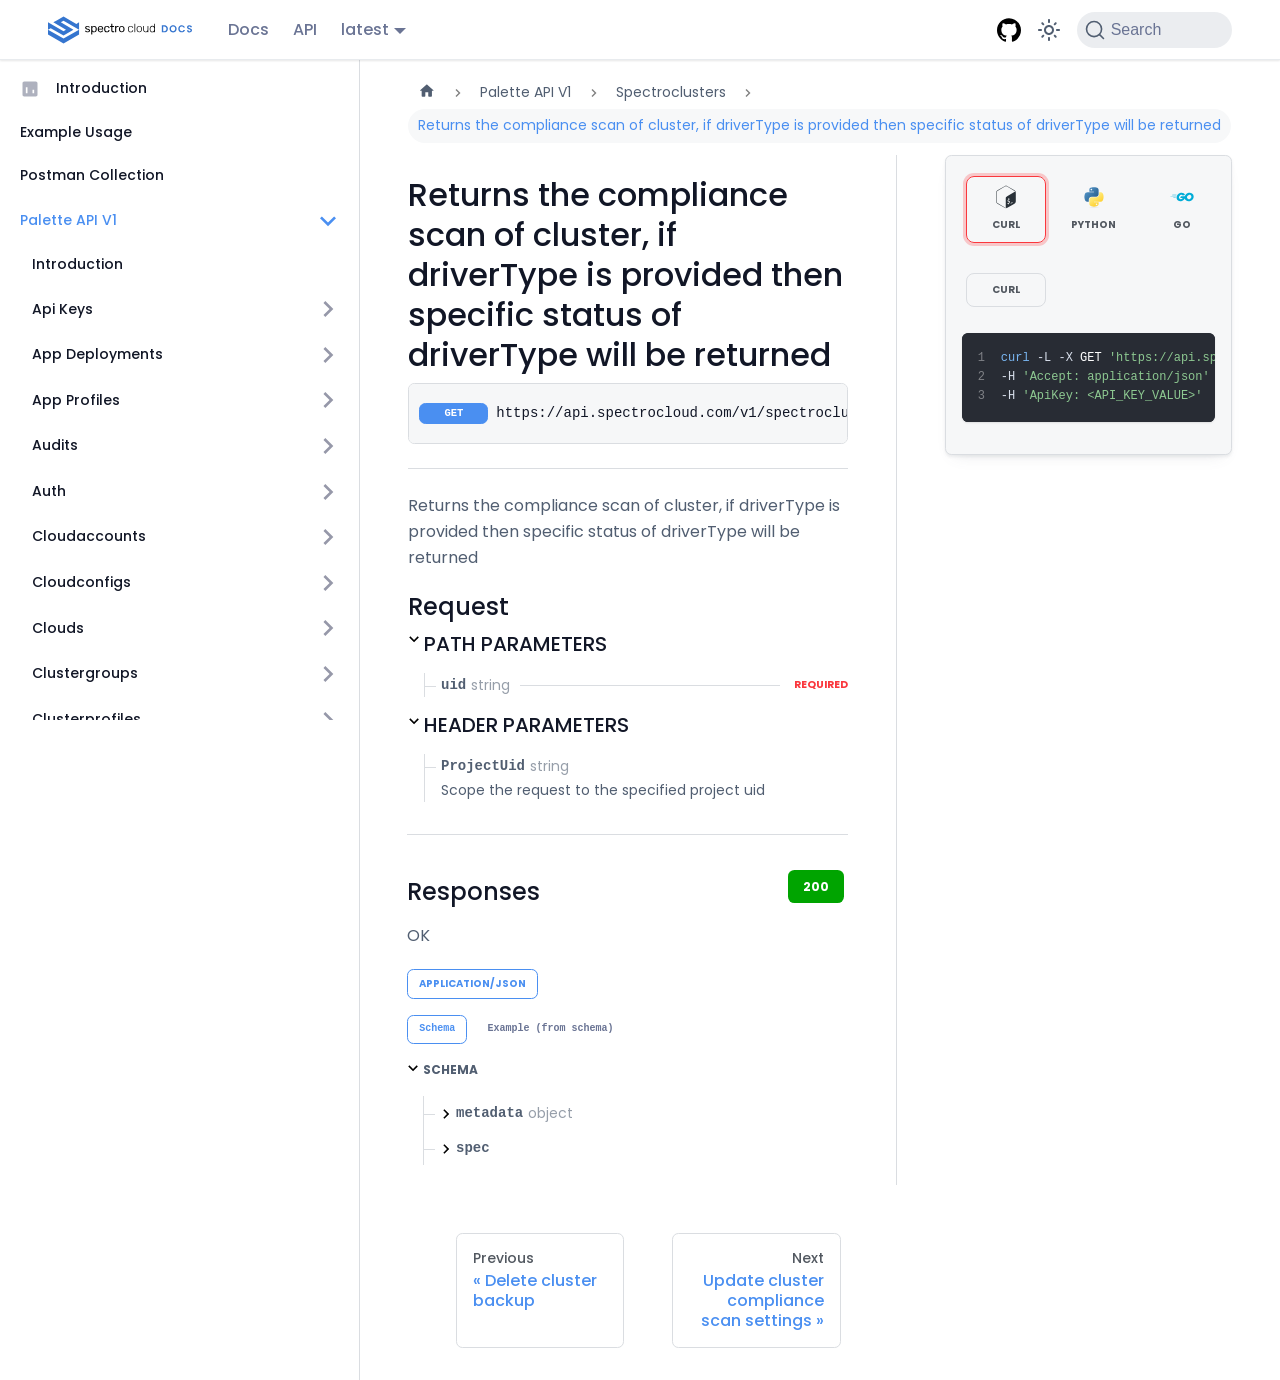 spectro cloud DOCS
Docs
API
latest
Search
Introduction
Example Usage
Postman Collection
Palette API V1
Introduction
Api Keys
App Deployments
App Profiles
Audits
Auth
Cloudaccounts
Cloudconfigs
Clouds
Clustergroups
Clusterprofiles
Palette API V1
Spectroclusters
Returns the compliance scan of cluster, if driverType is provided then specific status of driverType will be returned
Returns the compliance
scan of cluster, if
driverType is provided then
specific status of
driverType will be returned
GET https://api.spectrocloud.com/v1/spectroclu
Returns the compliance scan of cluster, if driverType is
provided then specific status of driverType will be
returned
Request
PATH PARAMETERS
uid string REQUIRED
HEADER PARAMETERS
ProjectUid string
Scope the request to the specified project uid
Responses
200
OK
APPLICATION/JSON
Schema
Example (from schema)
SCHEMA
metadata object
spec
CURL
PYTHON
GO
CURL
1 curl -L -X GET 'https://api.sp
2 -H 'Accept: application/json'
3 -H 'ApiKey: <API_KEY_VALUE>'
Previous
« Delete cluster
backup
Next
Update cluster
compliance
scan settings »